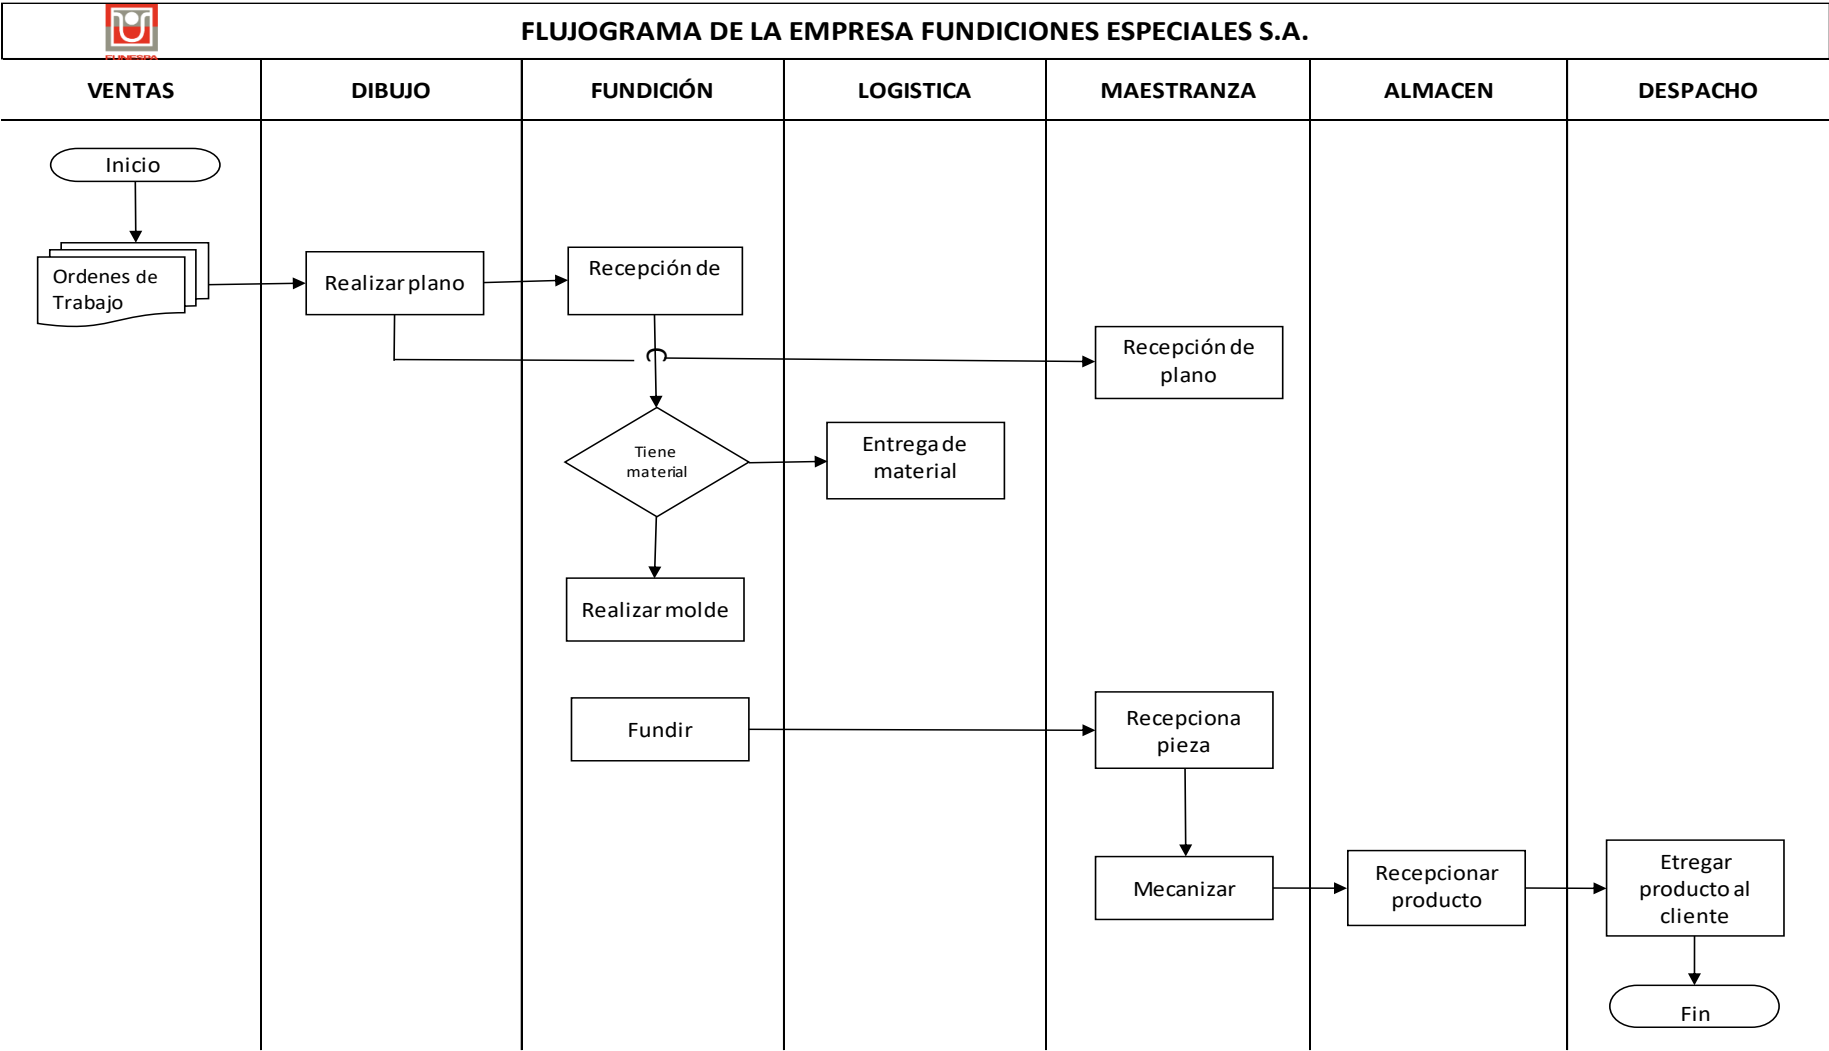 FLUJOGRAMA DE LA EMPRESA FUNDICIONES ESPECIALES S.A.
VENTAS
DIBUJO
FUNDICIÓN
LOGISTICA
MAESTRANZA
ALMACEN
DESPACHO
Inicio
Ordenes de
Trabajo
Realizar plano
Recepción de
Recepción de
plano
Tiene
material
Entrega de
material
Realizar molde
Fundir
Recepciona
pieza
Mecanizar
Recepcionar
producto
Etregar
producto al
cliente
Fin